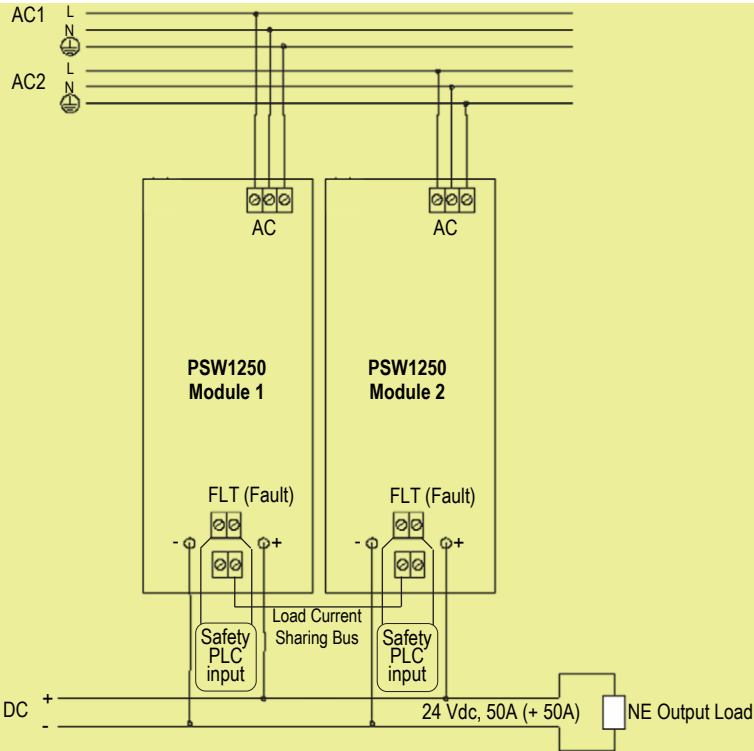 AC1 L
N
AC2 L
N
AC AC
PSW1250
Module 1
PSW1250
Module 2
FLT (Fault) FLT (Fault)
- + - +
Load Current
Sharing Bus
Safety
PLC
input
Safety
PLC
input
DC + 24 Vdc, 50A (+ 50A) NE Output Load
-